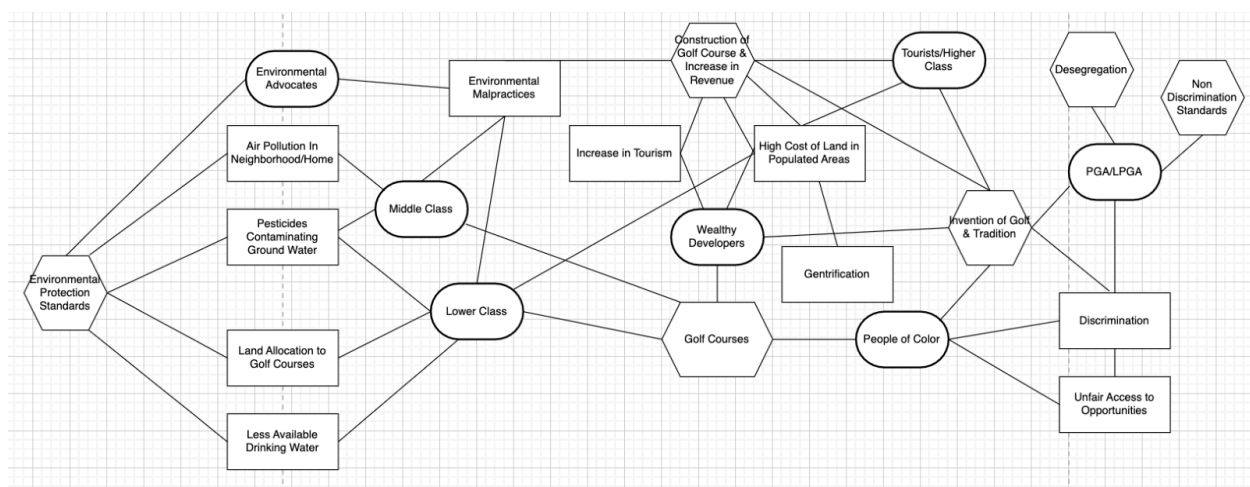 Construction of
Golf Course &
Increase in
Revenue
Tourists/Higher
Class
Desegregation
Non
Discrimination
Standards
Environmental
Advocates
Environmental
Malpractices
Air Pollution In
Neighborhood/Home
Increase in Tourism
High Cost of Land in
Populated Areas
PGA/LPGA
Middle Class
Pesticides
Contaminating
Ground Water
Wealthy
Developers
Invention of Golf
& Tradition
Gentrification
Environmental
Protection
Standards
Lower Class
Golf Courses
People of Color
Discrimination
Land Allocation to
Golf Courses
Unfair Access to
Opportunities
Less Available
Drinking Water